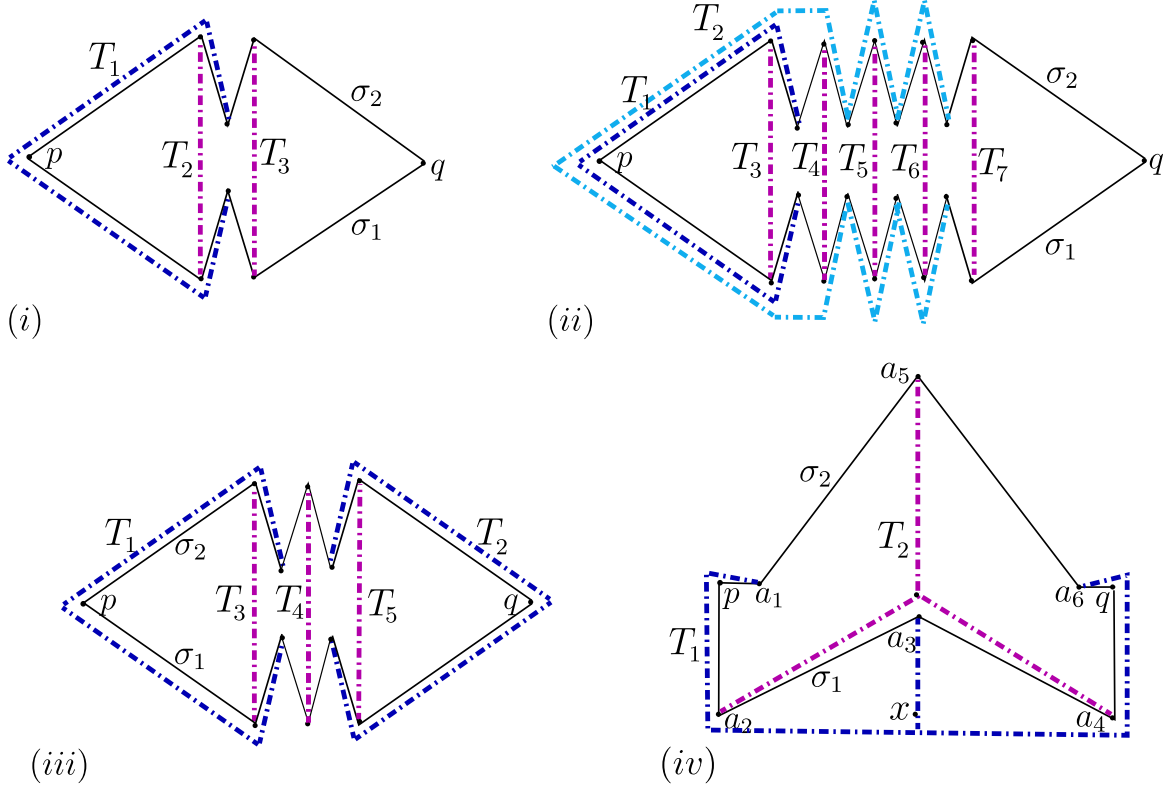 T₁ p T₂ T₃ σ₂ q σ₁
(i)
T₂ T₁ p T₃ T₄ T₅ T₆ T₇ σ₂ q σ₁
(ii)
T₁ σ₂ p T₃ T₄ T₅ T₂ q σ₁
(iii)
a₅
σ₂
T₂
p a₁ a₆ q
T₁ a₃
σ₁
a₂ x a₄
(iv)